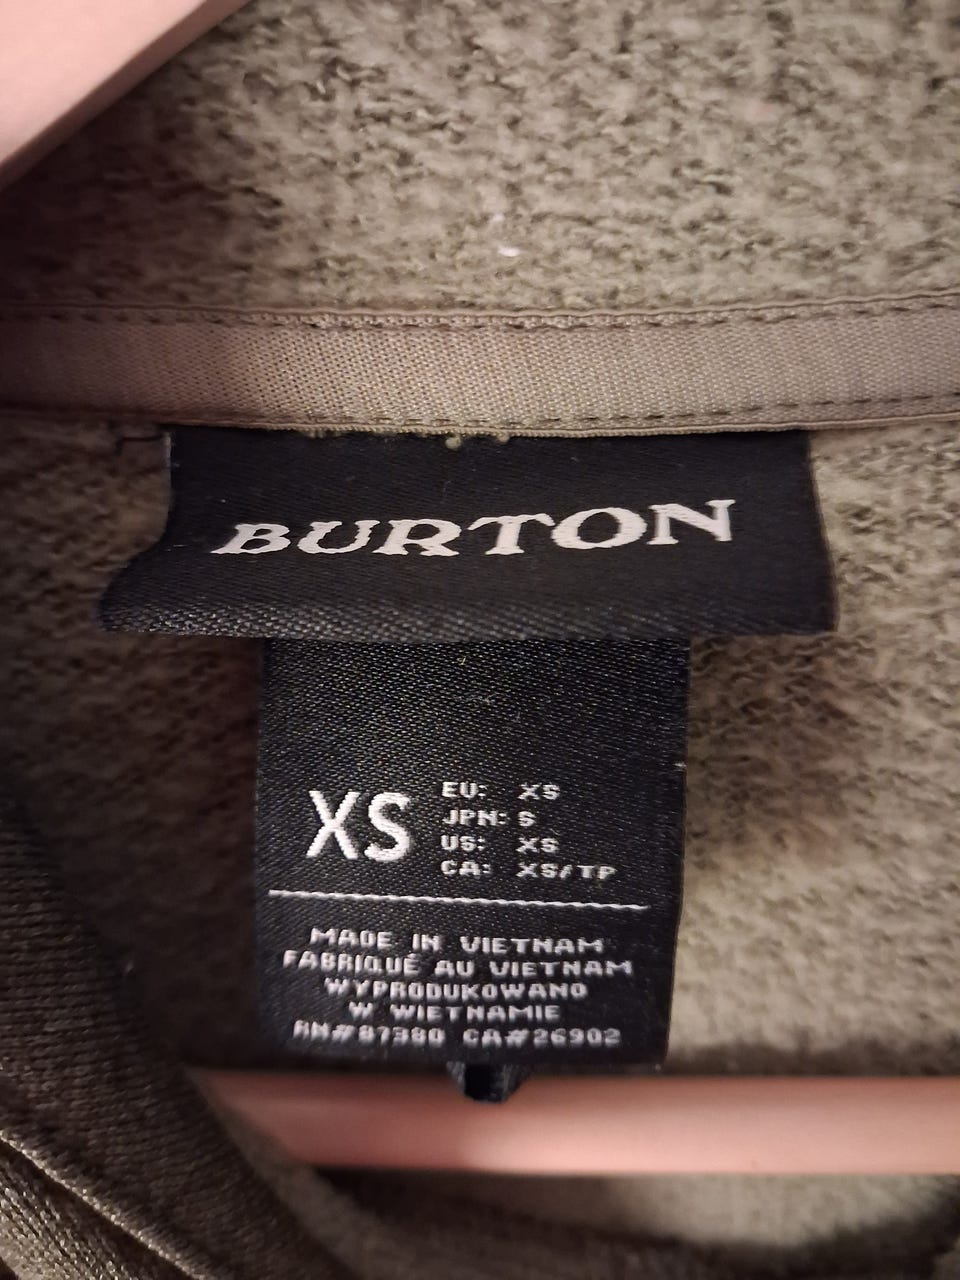 BURTON
XS
EU: XS
JPN: S
US: XS
CA: XS/TP
MADE IN VIETNAM
FABRIQUÉ AU VIETNAM
WYPRODUKOWANO
W WIETNAMIE
RN#87380 CA#26902